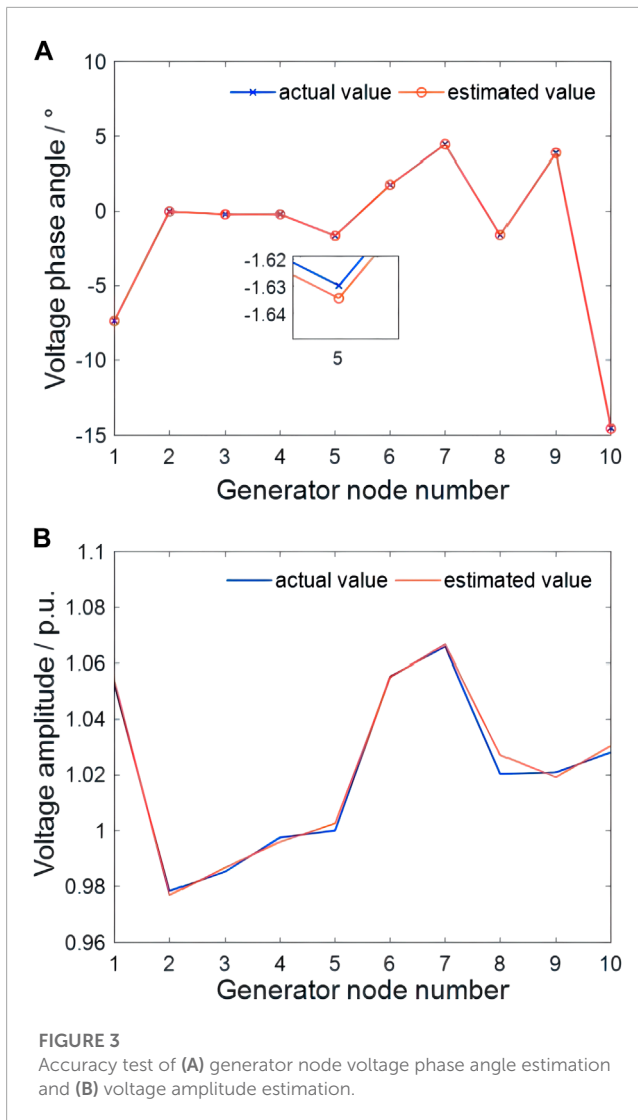 A
10
5
0
-5
-10
-15
Voltage phase angle / °
actual value
estimated value
-1.62
-1.63
-1.64
5
1 2 3 4 5 6 7 8 9 10
Generator node number
B
1.1
1.08
1.06
1.04
1.02
1
0.98
0.96
Voltage amplitude / p.u.
actual value
estimated value
1 2 3 4 5 6 7 8 9 10
Generator node number
FIGURE 3
Accuracy test of (A) generator node voltage phase angle estimation
and (B) voltage amplitude estimation.